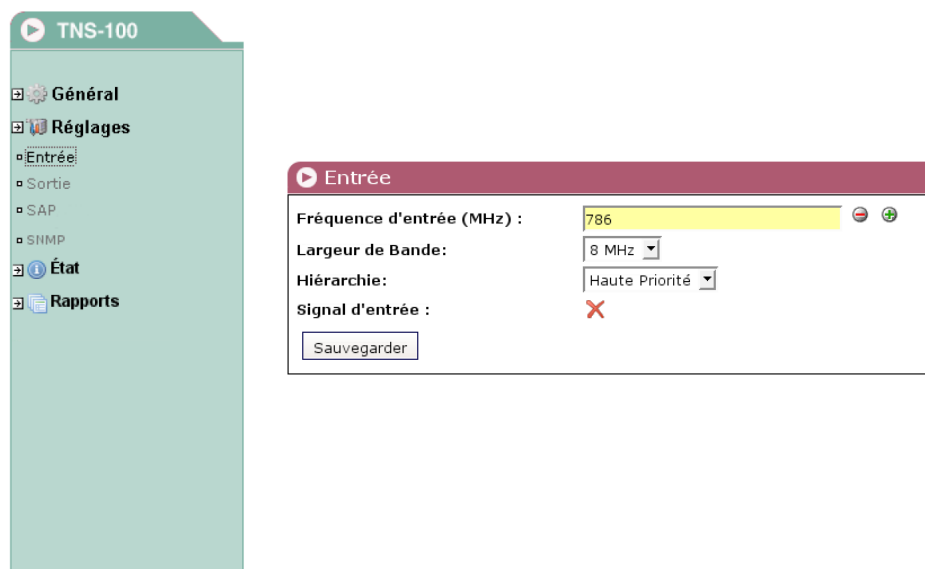 TNS-100
Général
Réglages
Entrée
Sortie
SAP
SNMP
État
Rapports
Entrée
Fréquence d'entrée (MHz) : 786
Largeur de Bande: 8 MHz
Hiérarchie: Haute Priorité
Signal d'entrée :
Sauvegarder